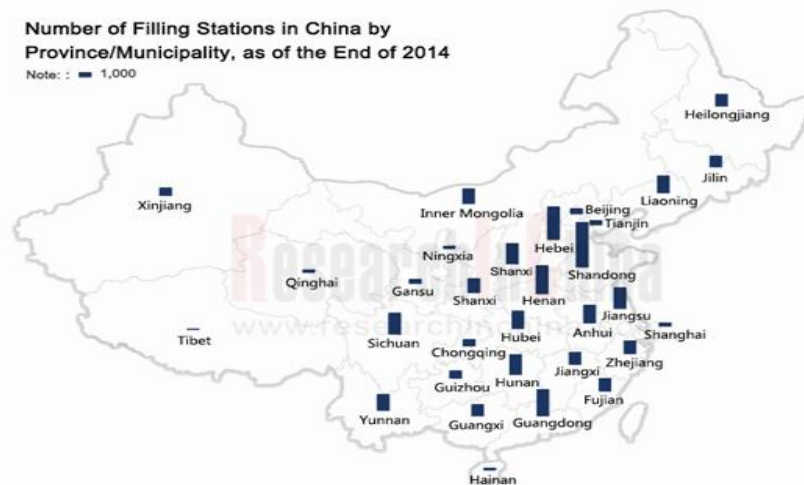 Number of Filling Stations in China by
Province/Municipality, as of the End of 2014
Note: : 1,000
Heilongjiang
Jilin
Liaoning
Xinjiang
Inner Mongolia
Beijing
Tianjin
Hebei
Ningxia
Shanxi
Shandong
Qinghai
Gansu
Shanxi
Henan
Jiangsu
Tibet
Sichuan
Hubei
Anhui
Shanghai
Chongqing
Zhejiang
Guizhou
Hunan
Jiangxi
Fujian
Yunnan
Guangxi
Guangdong
Hainan
ResearchInChina